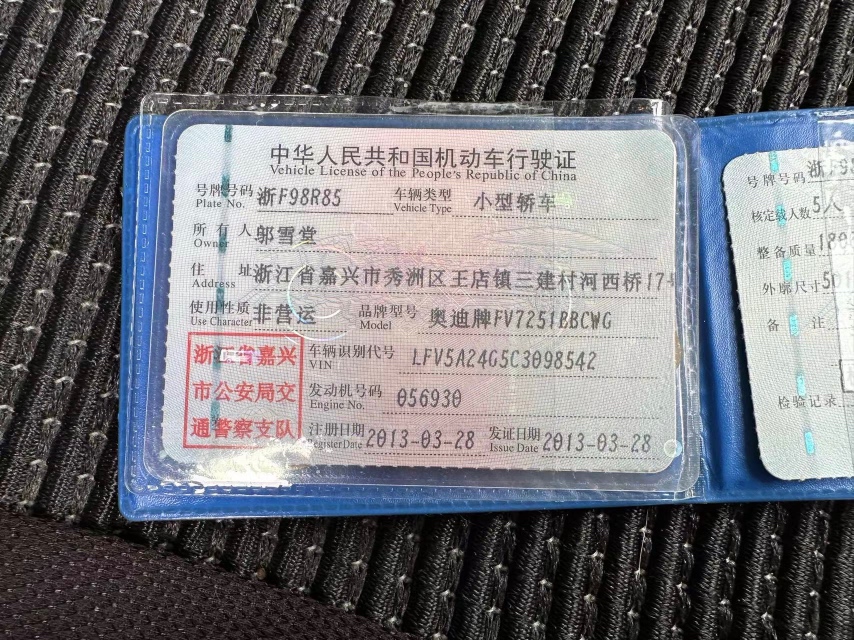 中华人民共和国机动车行驶证
Vehicle License of the People's Republic of China
号牌号码 浙F98R85 车辆类型 小型轿车
Plate No. Vehicle Type
所有人 邬雪堂
Owner
住址 浙江省嘉兴市秀洲区王店镇三建村河西桥17
Address
使用性质 非营运 品牌型号 奥迪牌FV7251BBCWG
Use Character Model
浙江省嘉兴
市公安局交
通警察支队
车辆识别代号 LFV5A24G5C3098542
VIN
发动机号码 056930
Engine No.
注册日期 2013-03-28 发证日期 2013-03-28
Register Date Issue Date
号牌号码 浙F9
核定载人数 5人
整备质量
外廓尺寸
备注
检验记录